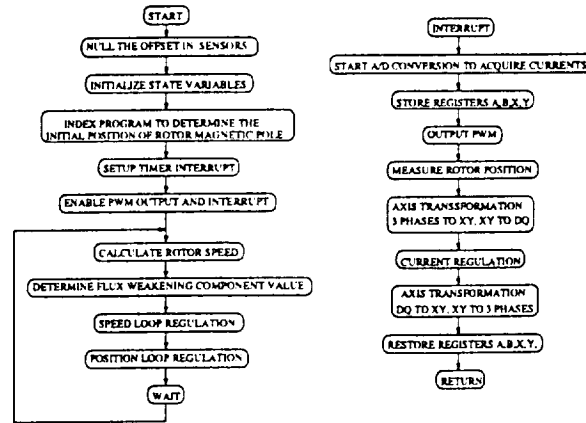 START
NULL THE OFFSET IN SENSORS
INITIALIZE STATE VARIABLES
INDEX PROGRAM TO DETERMINE THE
INITIAL POSITION OF ROTOR MAGNETIC POLE
SETUP TIMER INTERRUPT
ENABLE PWM OUTPUT AND INTERRUPT
CALCULATE ROTOR SPEED
DETERMINE FLUX WEAKENING COMPONENT VALUE
SPEED LOOP REGULATION
POSITION LOOP REGULATION
WAIT
INTERRUPT
START A/D CONVERSION TO ACQUIRE CURRENTS
STORE REGISTERS A,B,X,Y
OUTPUT PWM
MEASURE ROTOR POSITION
AXIS TRANSSFORMATION
3 PHASES TO XY, XY TO DQ
CURRENT REGULATION
AXIS TRANSFORMATION
DQ TO XY, XY TO 3 PHASES
RESTORE REGISTERS A,B,X,Y,
RETURN